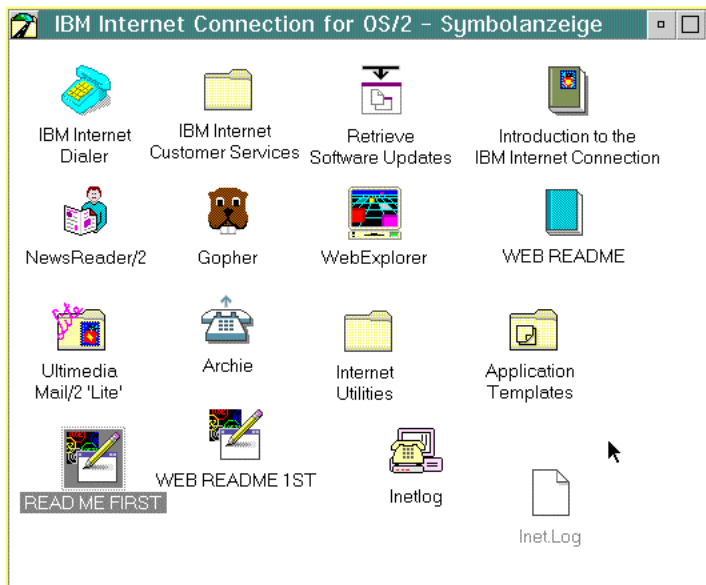 IBM Internet Connection for OS/2 - Symbolanzeige
IBM Internet
Dialer
IBM Internet
Customer Services
Retrieve
Software Updates
Introduction to the
IBM Internet Connection
NewsReader/2
Gopher
WebExplorer
WEB README
Ultimedia
Mail/2 'Lite'
Archie
Internet
Utilities
Application
Templates
READ ME FIRST
WEB README 1ST
Inetlog
Inet.Log